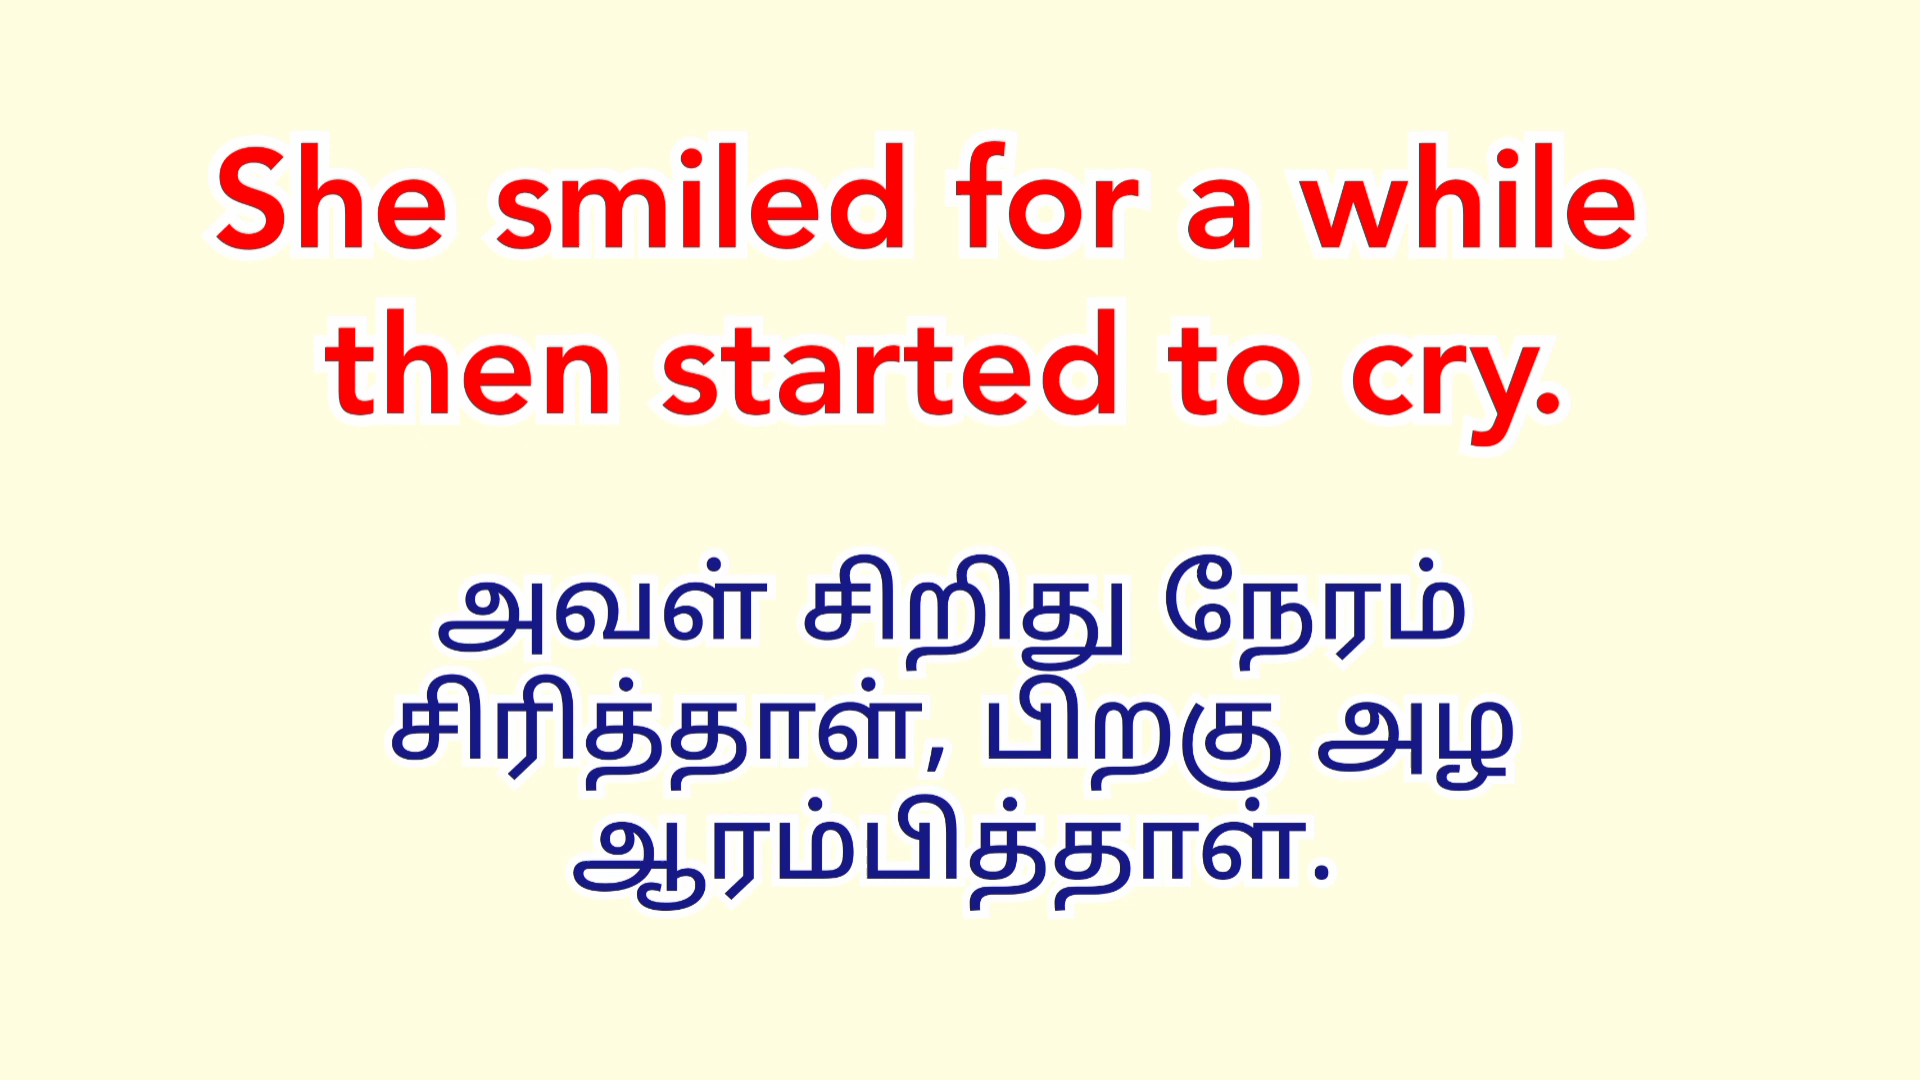 She smiled for a while
then started to cry.
அவள் சிறிது நேரம்
சிரித்தாள், பிறகு அழ
ஆரம்பித்தாள்.